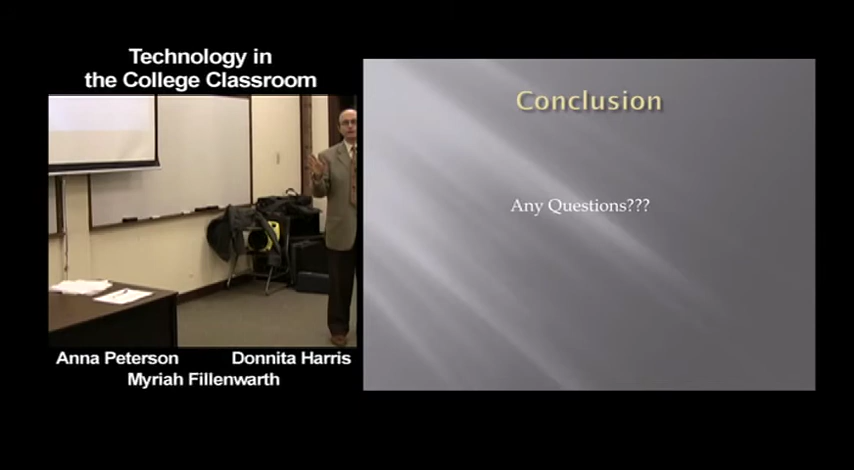 Technology in
the College Classroom
Conclusion
Any Questions???
Anna Peterson
Donnita Harris
Myriah Fillenwarth